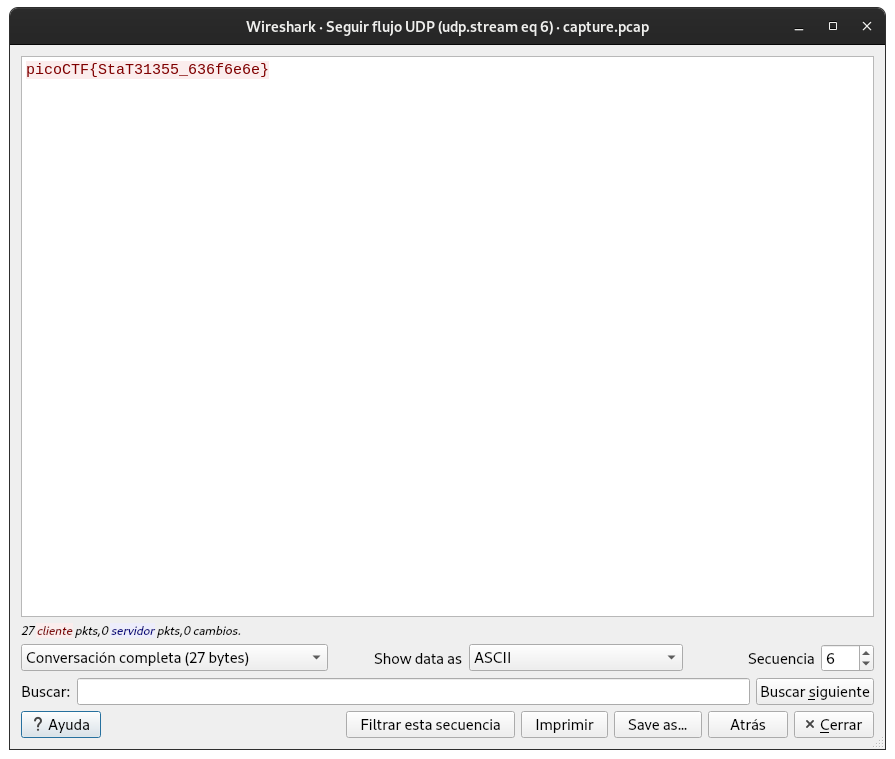 Wireshark · Seguir flujo UDP (udp.stream eq 6) · capture.pcap
picoCTF{StaT31355_636f6e6e}
27 cliente pkts,0 servidor pkts,0 cambios.
Conversación completa (27 bytes) Show data as ASCII Secuencia 6
Buscar: Buscar siguiente
? Ayuda Filtrar esta secuencia Imprimir Save as... Atrás Cerrar